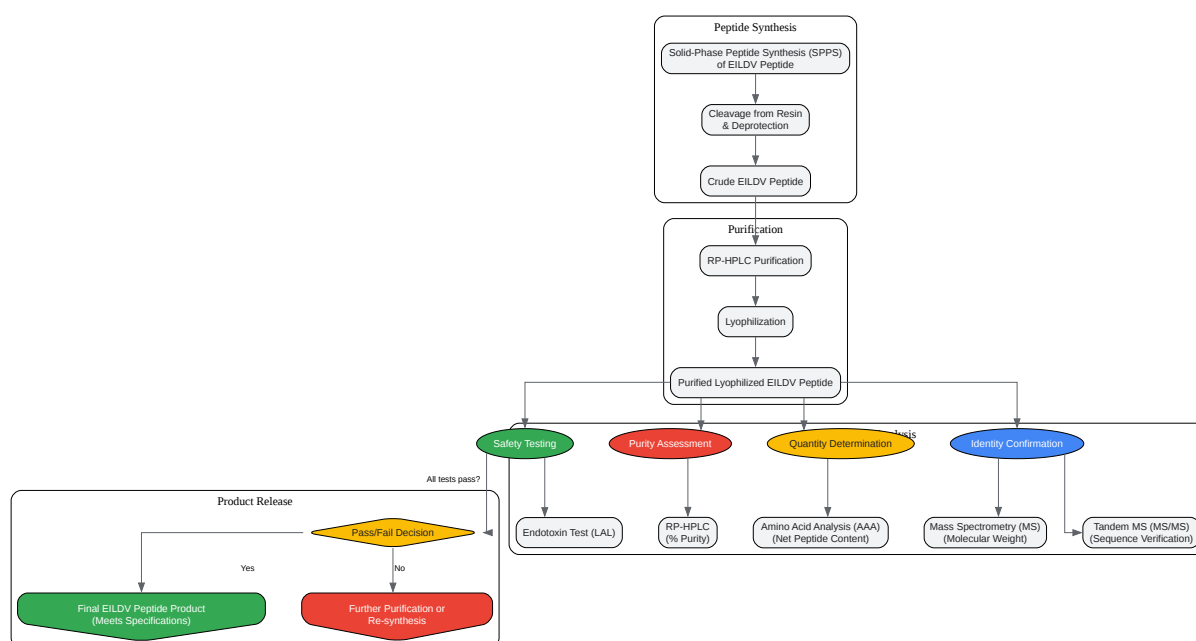 Peptide Synthesis
Solid-Phase Peptide Synthesis (SPPS)
of EILDV Peptide
Cleavage from Resin
& Deprotection
Crude EILDV Peptide
Purification
RP-HPLC Purification
Lyophilization
Purified Lyophilized EILDV Peptide
Safety Testing
Purity Assessment
Quantity Determination
Identity Confirmation
All tests pass?
Product Release
Pass/Fail Decision
Endotoxin Test (LAL)
RP-HPLC
(% Purity)
Amino Acid Analysis (AAA)
(Net Peptide Content)
Mass Spectrometry (MS)
(Molecular Weight)
Tandem MS (MS/MS)
(Sequence Verification)
Yes
No
Final EILDV Peptide Product
(Meets Specifications)
Further Purification or
Re-synthesis